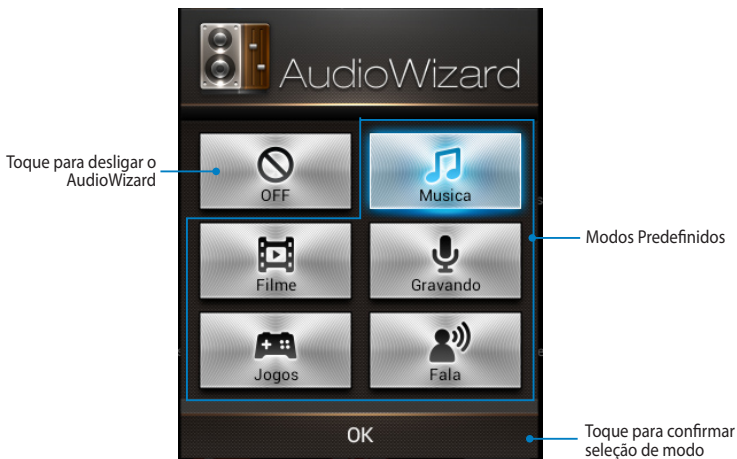 AudioWizard
Toque para desligar o
AudioWizard
OFF
Musica
Filme
Gravando
Modos Predefinidos
Jogos
Fala
OK
Toque para confirmar
seleção de modo